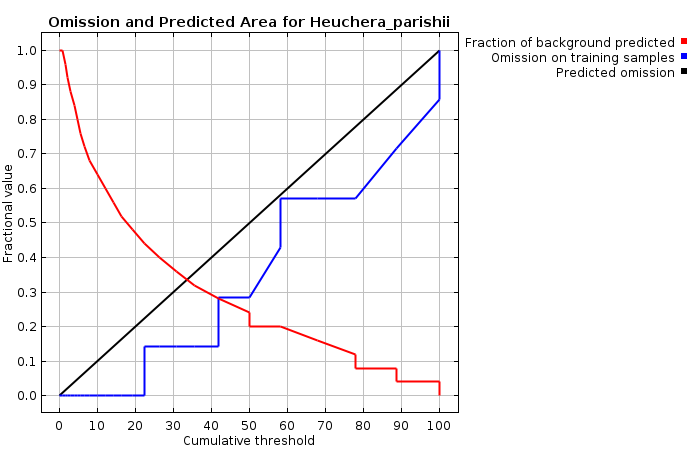 Omission and Predicted Area for Heuchera_parishii
Fraction of background predicted
Omission on training samples
Predicted omission
Fractional value
1.0
0.9
0.8
0.7
0.6
0.5
0.4
0.3
0.2
0.1
0.0
0 10 20 30 40 50 60 70 80 90 100
Cumulative threshold